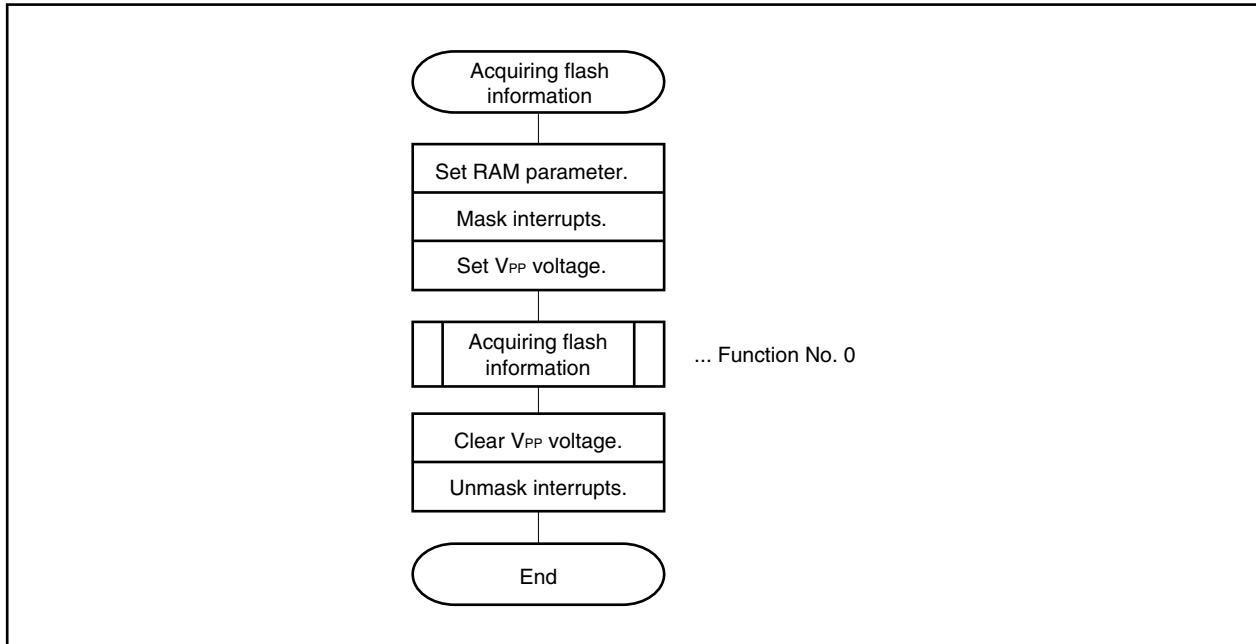 Acquiring flash
information
Set RAM parameter.
Mask interrupts.
Set VPP voltage.
Acquiring flash
information
... Function No. 0
Clear VPP voltage.
Unmask interrupts.
End